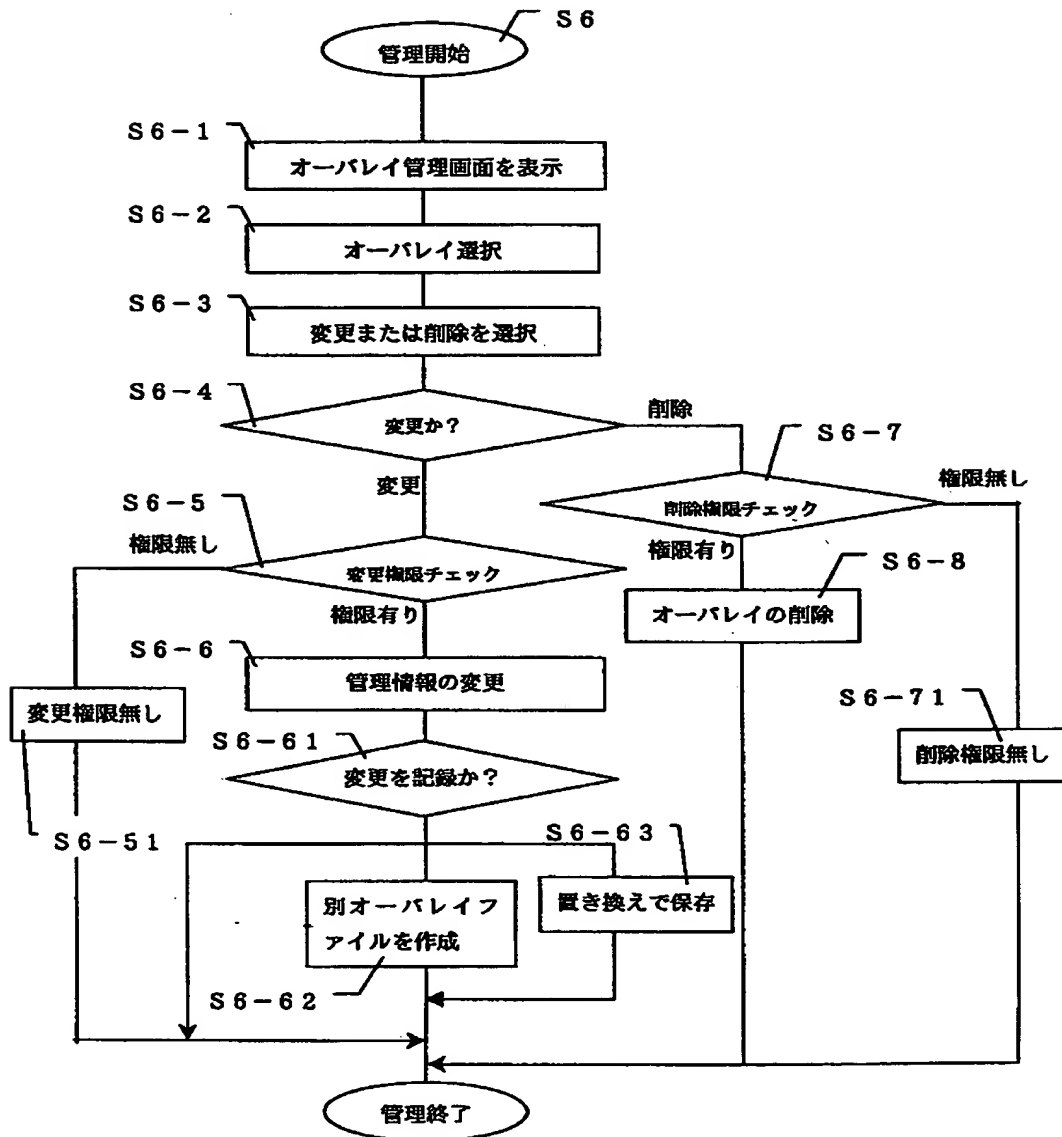 S6
管理開始
S6-1
オーバレイ管理画面を表示
S6-2
オーバレイ選択
S6-3
変更または削除を選択
S6-4
変更か?
削除
S6-7
変更
削除権限チェック
権限無し
S6-5
権限無し
変更権限チェック
権限有り
権限有り
S6-8
オーバレイの削除
S6-6
管理情報の変更
変更権限無し
S6-71
削除権限無し
S6-61
変更を記録か?
S6-51
S6-63
別オーバレイフ
ァイルを作成
置き換えで保存
S6-62
管理終了